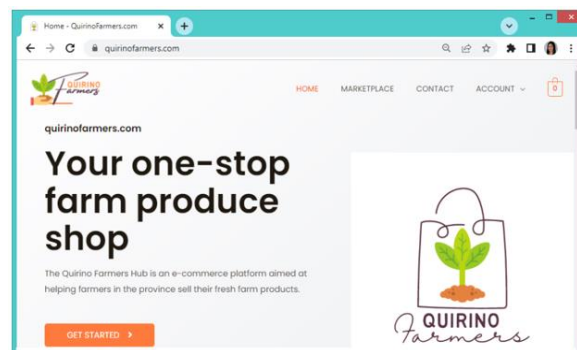 Home - QuirinoFarmers.com
quirinofarmers.com
QUIRINO
Farmers
HOME MARKETPLACE CONTACT ACCOUNT 0
quirinofarmers.com
Your one-stop
farm produce
shop
The Quirino Farmers Hub is an e-commerce platform aimed at
helping farmers in the province sell their fresh farm products.
GET STARTED >
QUIRINO
Farmers